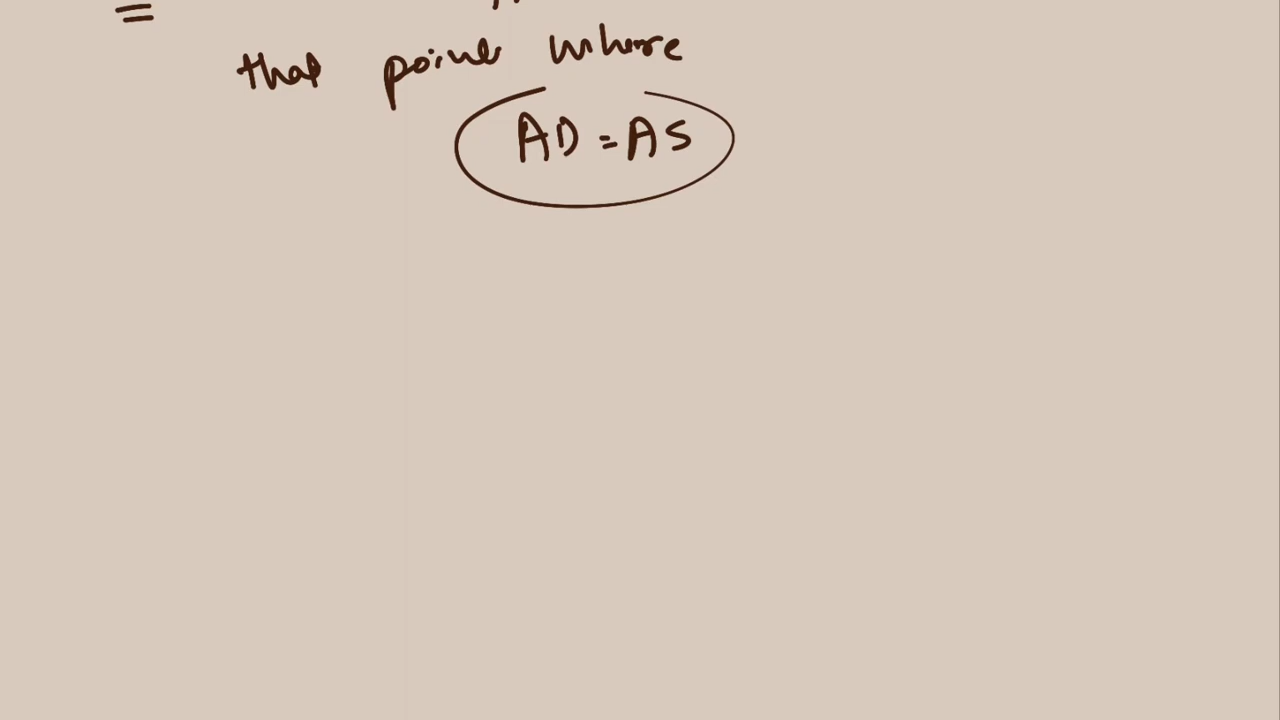 =
that point where
AD = AS